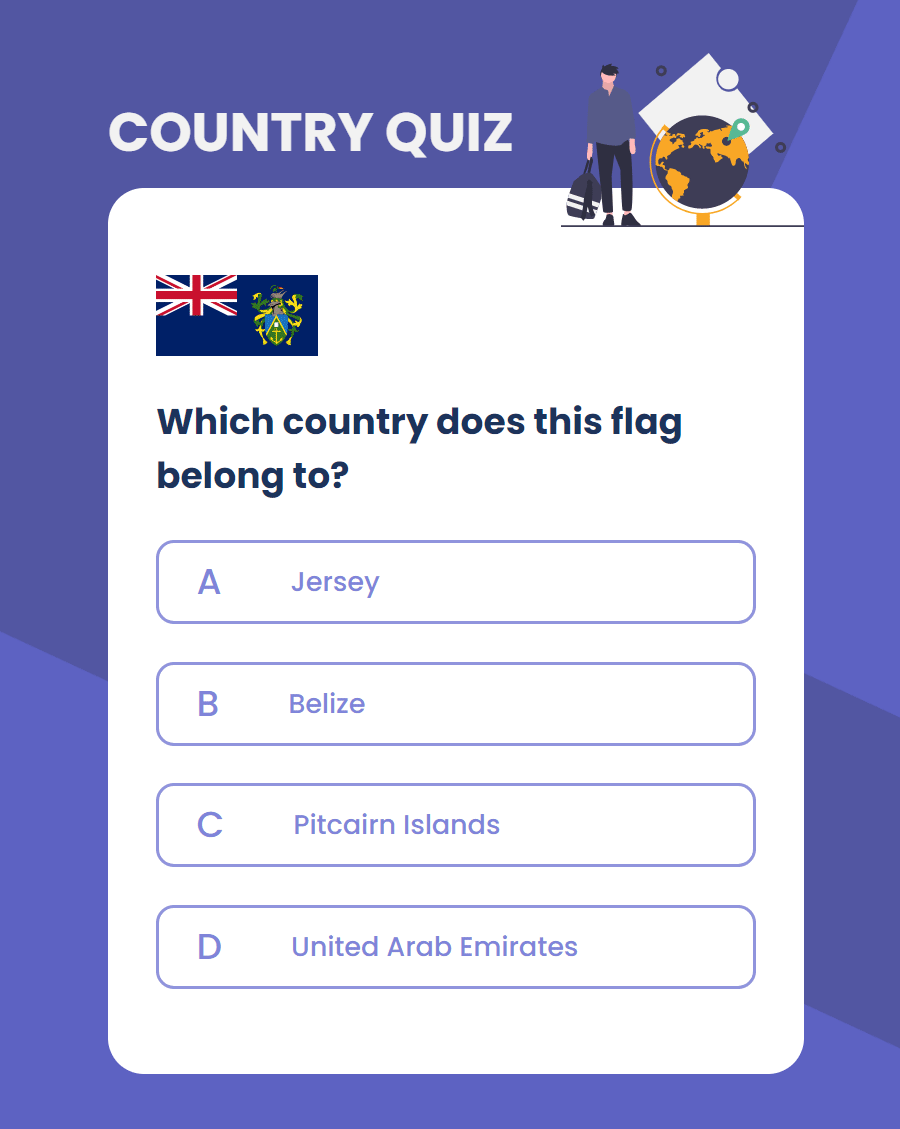 COUNTRY QUIZ
Which country does this flag
belong to?
A Jersey
B Belize
C Pitcairn Islands
D United Arab Emirates